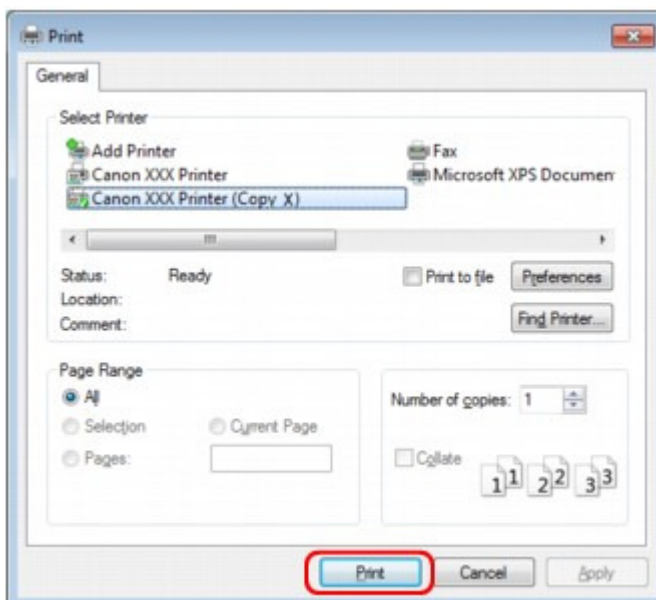 Print
General
Select Printer
Add Printer
Fax
Canon XXX Printer
Microsoft XPS Documen
Canon XXX Printer (Copy X)
Status: Ready
Print to file
Preferences
Location:
Comment:
Find Printer...
Page Range
All
Number of copies: 1
Selection
Current Page
Pages:
Collate
1 1 2 2 3 3
Print
Cancel
Apply